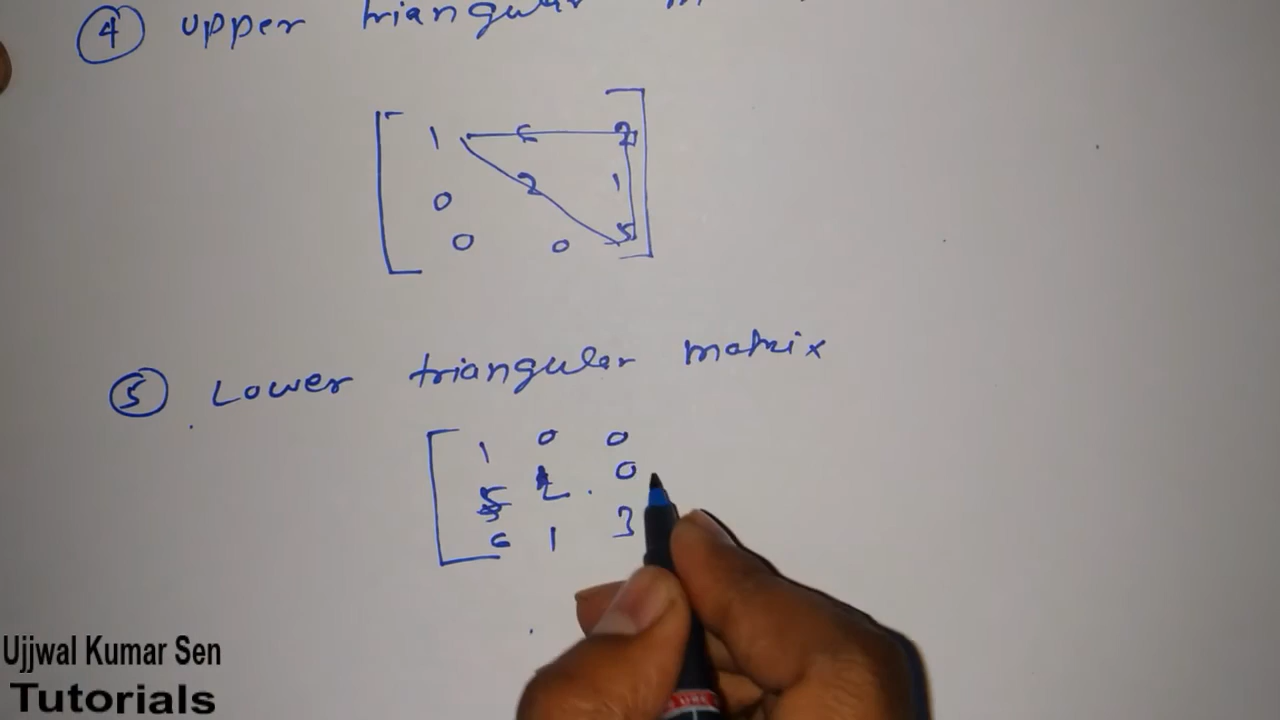 ④ Upper triangular
1 2
0 2 1
0 0 5
⑤ Lower triangular matrix
1 0 0
5 2 0
6 1 3
Ujjwal Kumar Sen
Tutorials